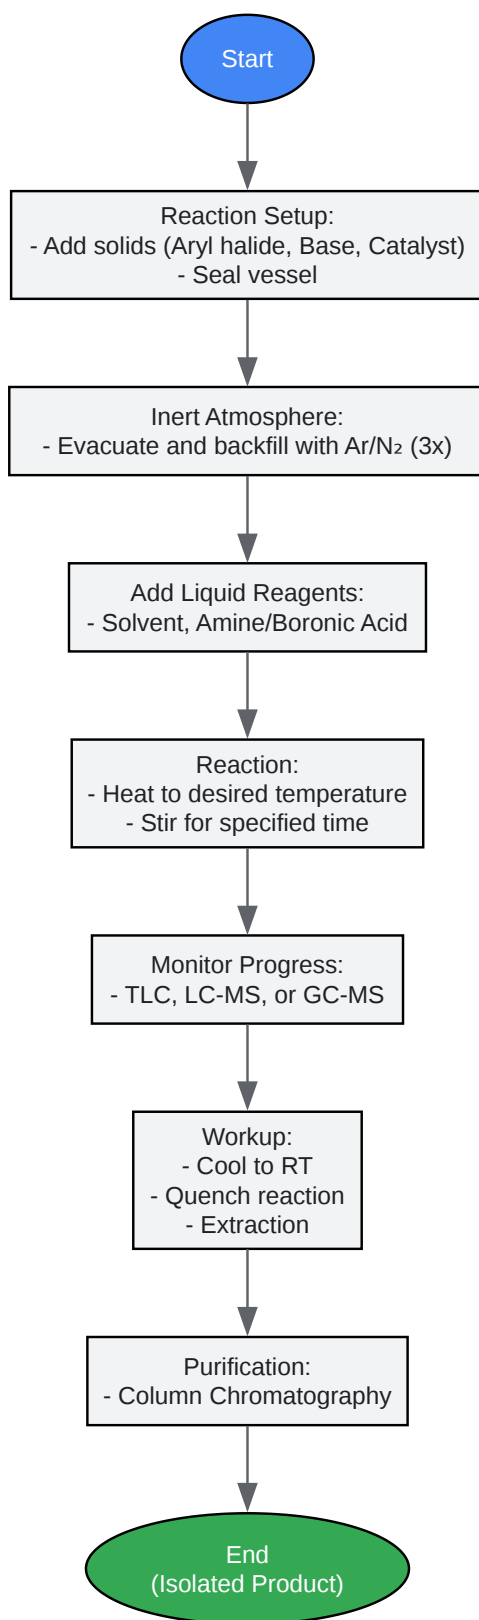 Start
Reaction Setup:
- Add solids (Aryl halide, Base, Catalyst)
- Seal vessel
Inert Atmosphere:
- Evacuate and backfill with Ar/N₂ (3x)
Add Liquid Reagents:
- Solvent, Amine/Boronic Acid
Reaction:
- Heat to desired temperature
- Stir for specified time
Monitor Progress:
- TLC, LC-MS, or GC-MS
Workup:
- Cool to RT
- Quench reaction
- Extraction
Purification:
- Column Chromatography
End
(Isolated Product)